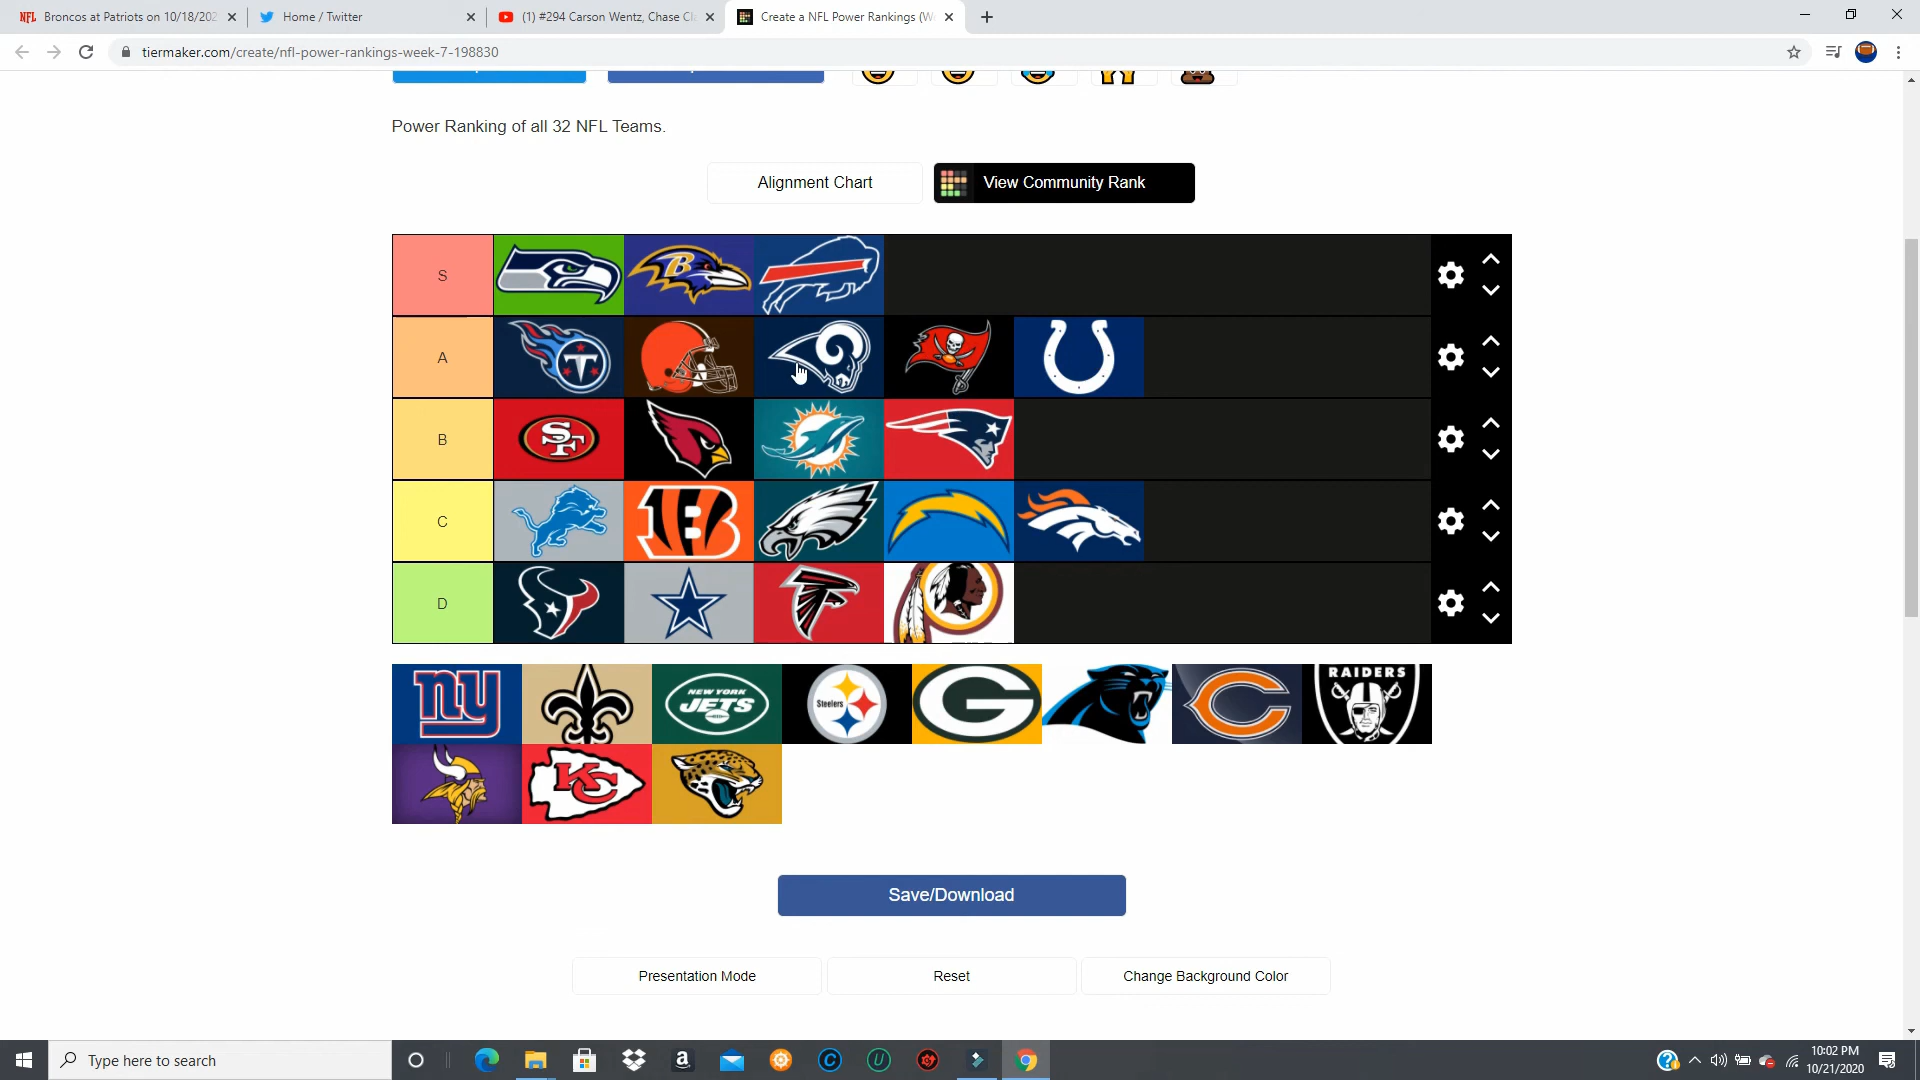 Broncos at Patriots on 10/18/202
Home / Twitter
(1) #294 Carson Wentz, Chase Cl
Create a NFL Power Rankings (W
tiermaker.com/create/nfl-power-rankings-week-7-198830
Power Ranking of all 32 NFL Teams.
Alignment Chart
View Community Rank
S
B
A
T
B
SF
C
B
D
ny
NEW YORK
JETS
Steelers
G
C
RAIDERS
KC
Save/Download
Presentation Mode
Reset
Change Background Color
Type here to search
10:02 PM
10/21/2020